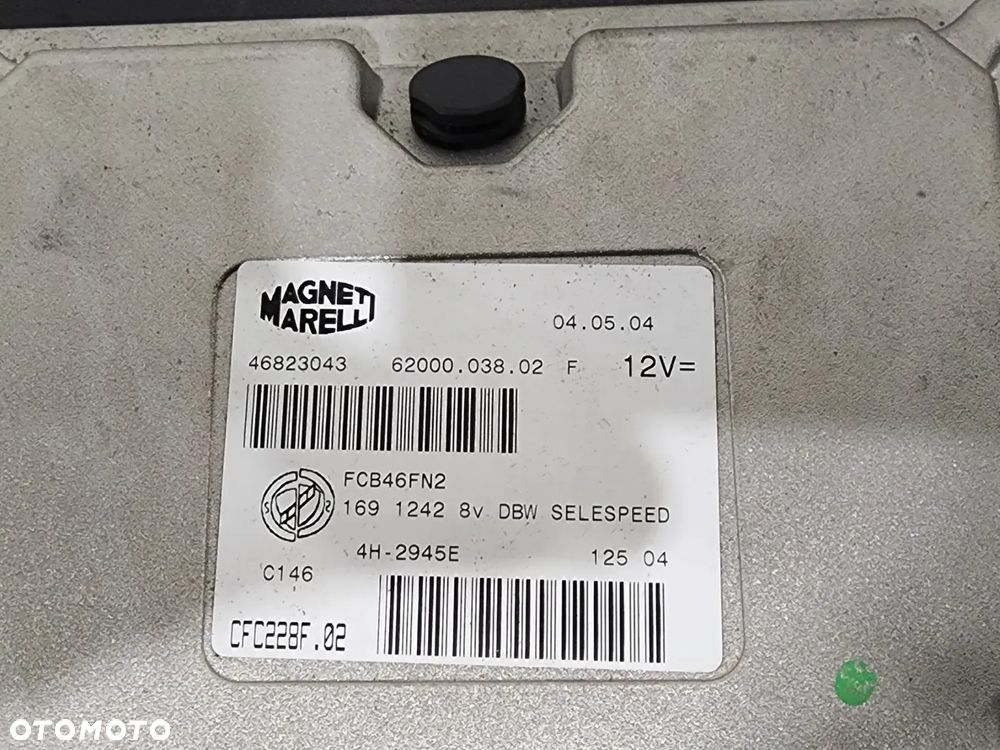 MAGNETI
MARELLI
04.05.04
46823043 62000.038.02 F 12V=
FCB46FN2
169 1242 8v DBW SELESPEED
4H-2945E 125 04
C146
CFC228F.02
OTOMOTO